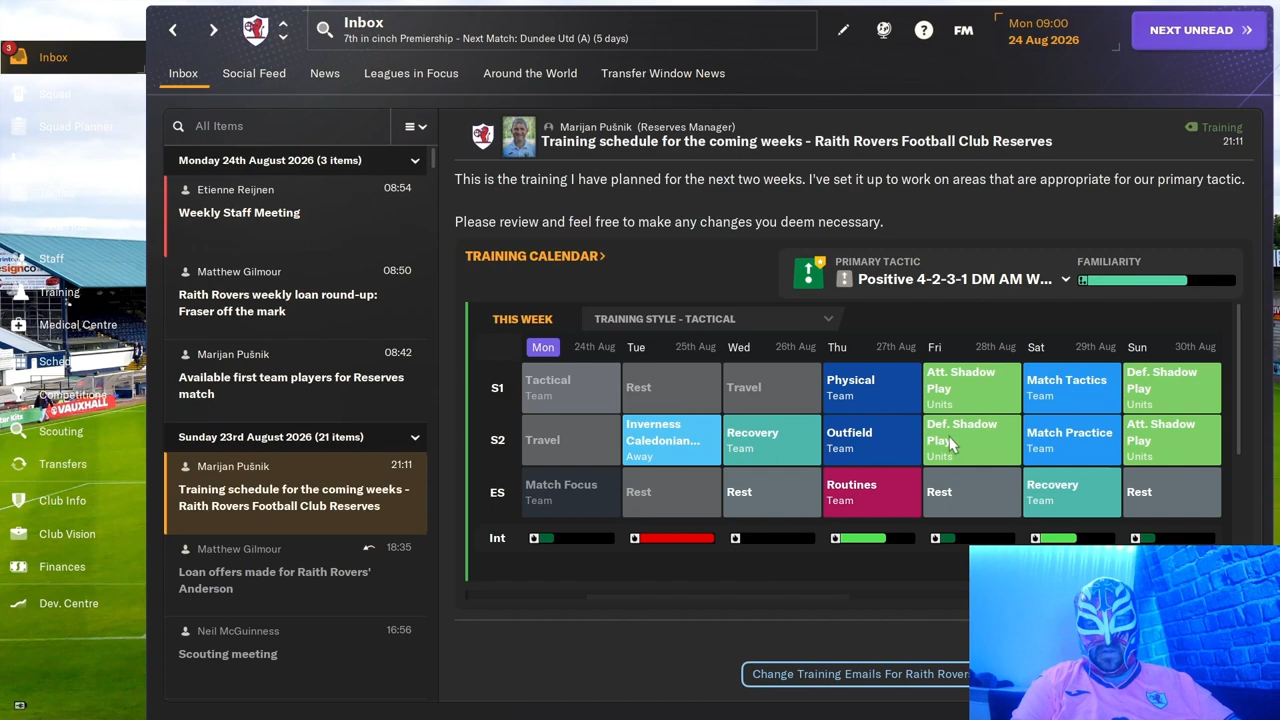 3
Inbox
Squad
Squad Planner
Staff
Training
Medical Centre
Sched
Competitions
Scouting
Transfers
Club Info
Club Vision
Finances
Dev. Centre
signco
VAUXHALL
Inbox
7th in cinch Premiership - Next Match: Dundee Utd (A) (5 days)
?
FM
Mon 09:00
24 Aug 2026
NEXT UNREAD
Inbox
Social Feed
News
Leagues in Focus
Around the World
Transfer Window News
All Items
Monday 24th August 2026 (3 items)
Etienne Reijnen 08:54
Weekly Staff Meeting
Matthew Gilmour 08:50
Raith Rovers weekly loan round-up:
Fraser off the mark
Marijan Pušnik 08:42
Available first team players for Reserves
match
Sunday 23rd August 2026 (21 items)
Marijan Pušnik 21:11
Training schedule for the coming weeks -
Raith Rovers Football Club Reserves
Matthew Gilmour 18:35
Loan offers made for Raith Rovers'
Anderson
Neil McGuinness 16:56
Scouting meeting
Marijan Pušnik (Reserves Manager)
Training schedule for the coming weeks - Raith Rovers Football Club Reserves
Training
21:11
This is the training I have planned for the next two weeks. I've set it up to work on areas that are appropriate for our primary tactic.
Please review and feel free to make any changes you deem necessary.
TRAINING CALENDAR>
PRIMARY TACTIC
Positive 4-2-3-1 DM AM W...
FAMILIARITY
THIS WEEK
TRAINING STYLE - TACTICAL
Mon 24th Aug Tue 25th Aug Wed 26th Aug Thu 27th Aug Fri 28th Aug Sat 29th Aug Sun 30th Aug
S1
Tactical
Team
Rest
Travel
Physical
Team
Att. Shadow
Play
Units
Match Tactics
Team
Def. Shadow
Play
Units
S2
Travel
Inverness
Caledonian...
Away
Recovery
Team
Outfield
Team
Def. Shadow
Play
Units
Match Practice
Team
Att. Shadow
Play
Units
ES
Match Focus
Team
Rest
Rest
Routines
Team
Rest
Recovery
Team
Rest
Int
Change Training Emails For Raith Rover